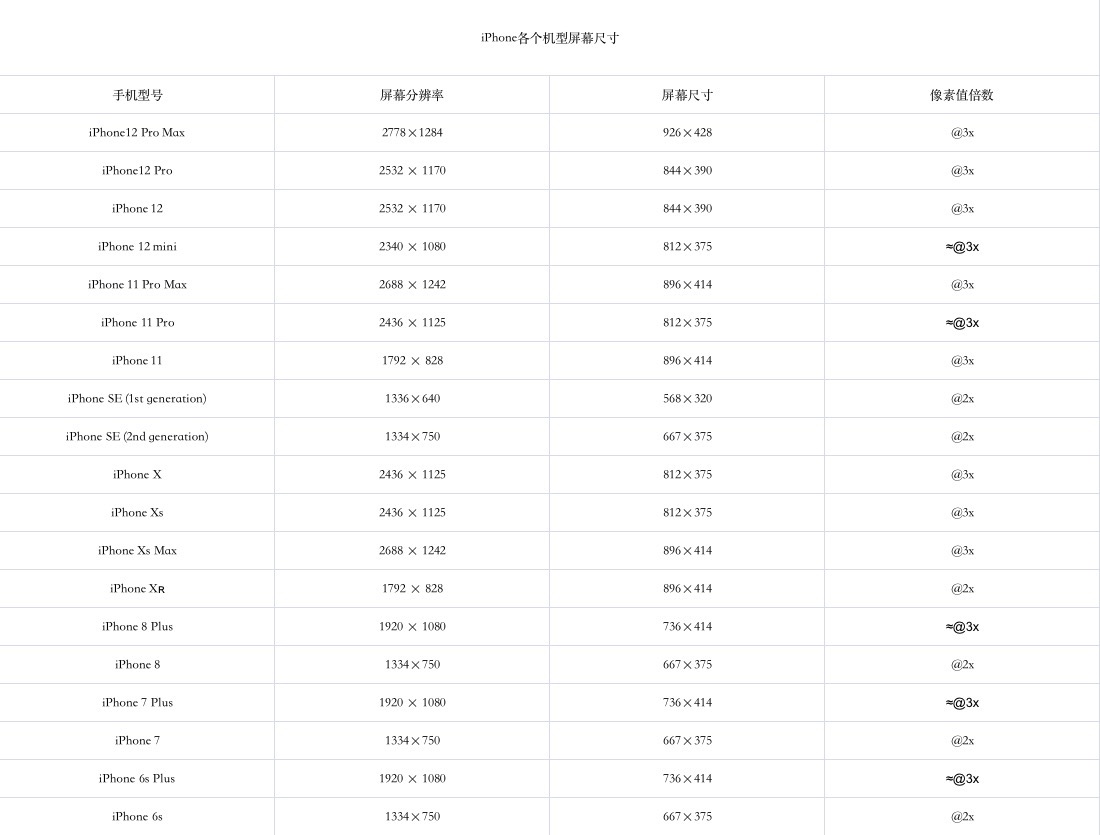 iPhone各个机型屏幕尺寸
手机型号 屏幕分辨率 屏幕尺寸 像素值倍数
iPhone12 Pro Max 2778×1284 926×428 @3x
iPhone12 Pro 2532 × 1170 844×390 @3x
iPhone 12 2532 × 1170 844×390 @3x
iPhone 12 mini 2340 × 1080 812×375 ≈@3x
iPhone 11 Pro Max 2688 × 1242 896×414 @3x
iPhone 11 Pro 2436 × 1125 812×375 ≈@3x
iPhone 11 1792 × 828 896×414 @3x
iPhone SE (1st generation) 1336×640 568×320 @2x
iPhone SE (2nd generation) 1334×750 667×375 @2x
iPhone X 2436 × 1125 812×375 @3x
iPhone Xs 2436 × 1125 812×375 @3x
iPhone Xs Max 2688 × 1242 896×414 @3x
iPhone Xʀ 1792 × 828 896×414 @2x
iPhone 8 Plus 1920 × 1080 736×414 ≈@3x
iPhone 8 1334×750 667×375 @2x
iPhone 7 Plus 1920 × 1080 736×414 ≈@3x
iPhone 7 1334×750 667×375 @2x
iPhone 6s Plus 1920 × 1080 736×414 ≈@3x
iPhone 6s 1334×750 667×375 @2x